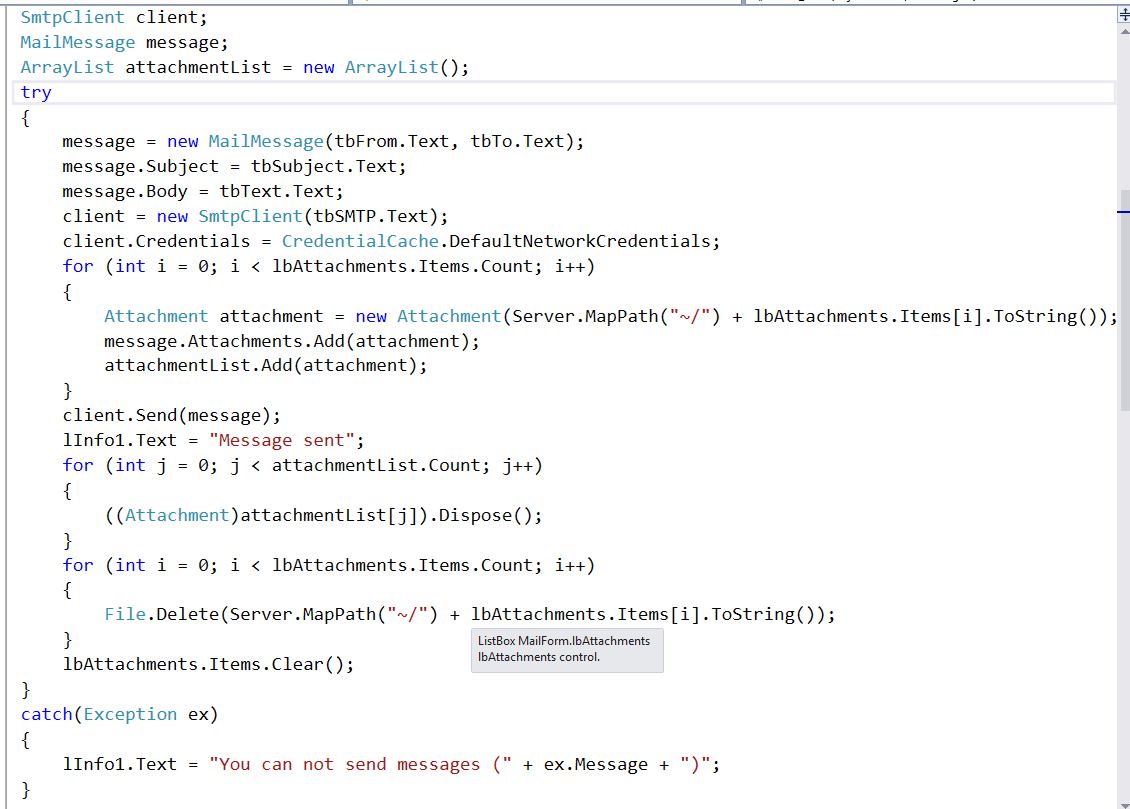 SmtpClient client;
MailMessage message;
ArrayList attachmentList = new ArrayList();
try
{
    message = new MailMessage(tbFrom.Text, tbTo.Text);
    message.Subject = tbSubject.Text;
    message.Body = tbText.Text;
    client = new SmtpClient(tbSMTP.Text);
    client.Credentials = CredentialCache.DefaultNetworkCredentials;
    for (int i = 0; i < lbAttachments.Items.Count; i++)
    {
        Attachment attachment = new Attachment(Server.MapPath("~/") + lbAttachments.Items[i].ToString());
        message.Attachments.Add(attachment);
        attachmentList.Add(attachment);
    }
    client.Send(message);
    lInfo1.Text = "Message sent";
    for (int j = 0; j < attachmentList.Count; j++)
    {
        ((Attachment)attachmentList[j]).Dispose();
    }
    for (int i = 0; i < lbAttachments.Items.Count; i++)
    {
        File.Delete(Server.MapPath("~/") + lbAttachments.Items[i].ToString());
    }
ListBox MailForm.lbAttachments
lbAttachments control.
    lbAttachments.Items.Clear();
}
catch(Exception ex)
{
    lInfo1.Text = "You can not send messages (" + ex.Message + ")";
}